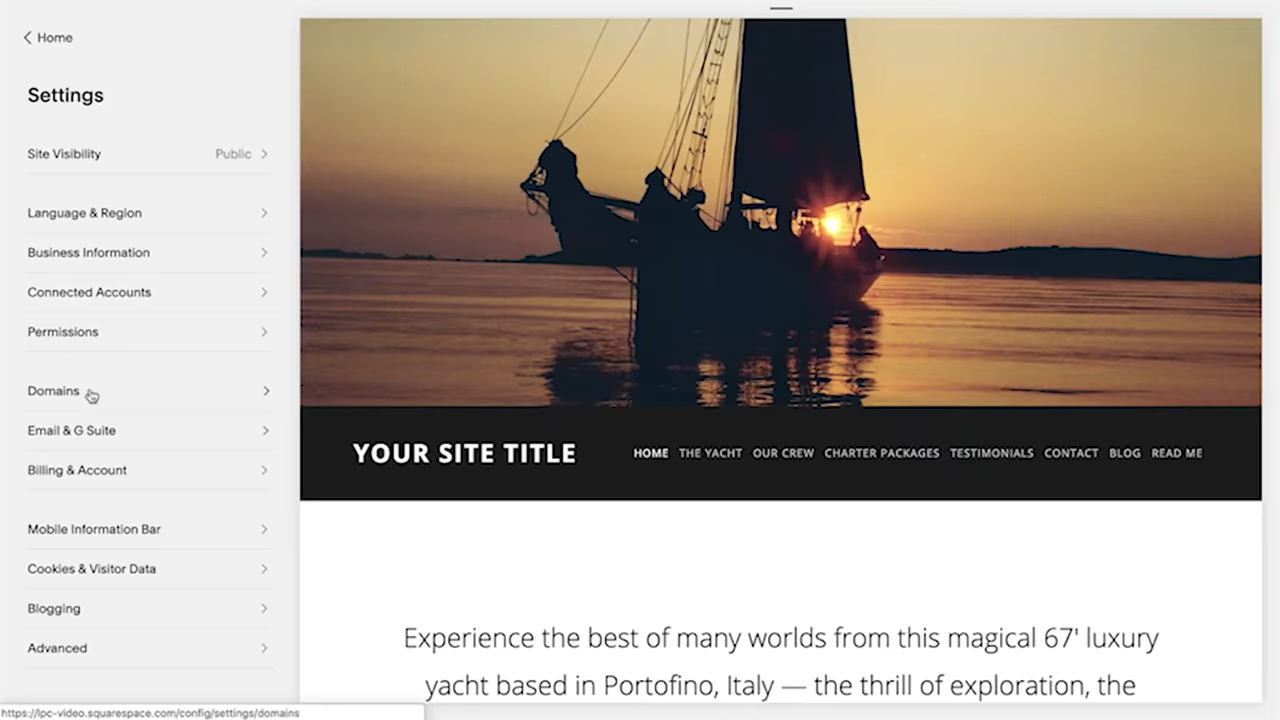 Home
Settings
Site Visibility Public
Language & Region
Business Information
Connected Accounts
Permissions
Domains
Email & G Suite
Billing & Account
Mobile Information Bar
Cookies & Visitor Data
Blogging
Advanced
https://lpc-video.squarespace.com/config/settings/domains
YOUR SITE TITLE HOME THE YACHT OUR CREW CHARTER PACKAGES TESTIMONIALS CONTACT BLOG READ ME
Experience the best of many worlds from this magical 67' luxury
yacht based in Portofino, Italy — the thrill of exploration, the